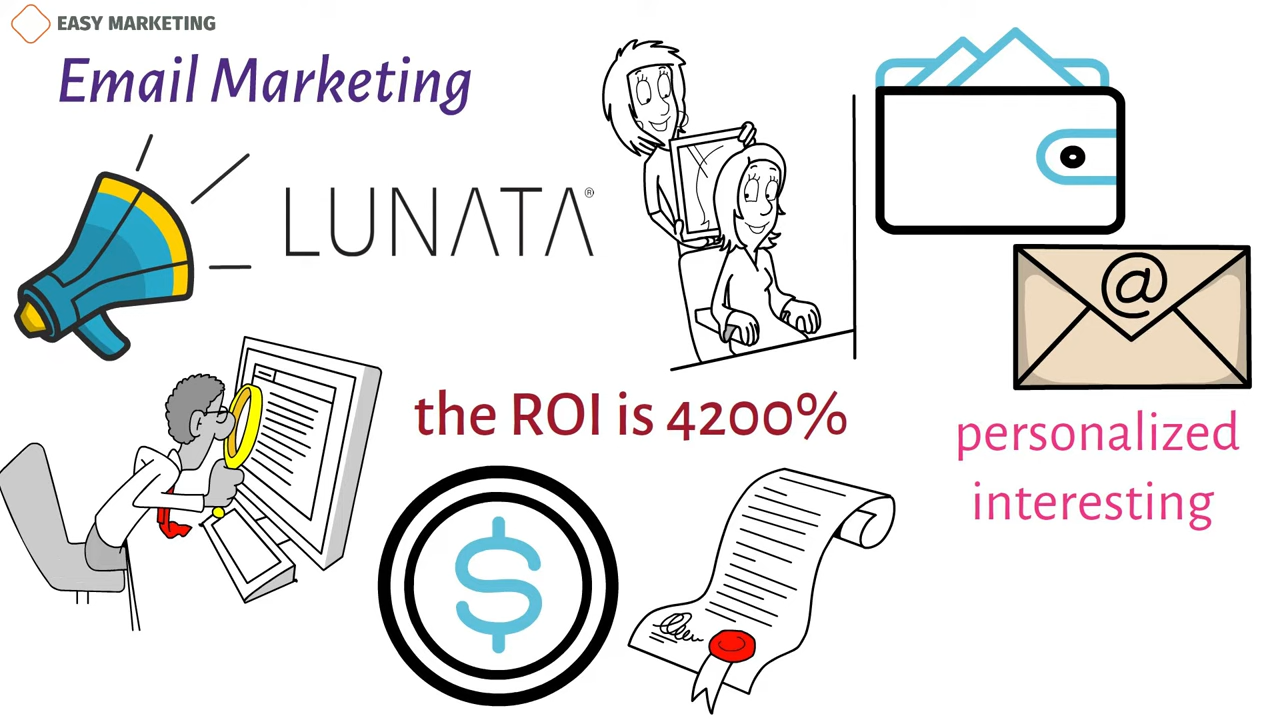 EASY MARKETING
Email Marketing
LUNATA®
@
the ROI is 4200%
personalized
interesting
$